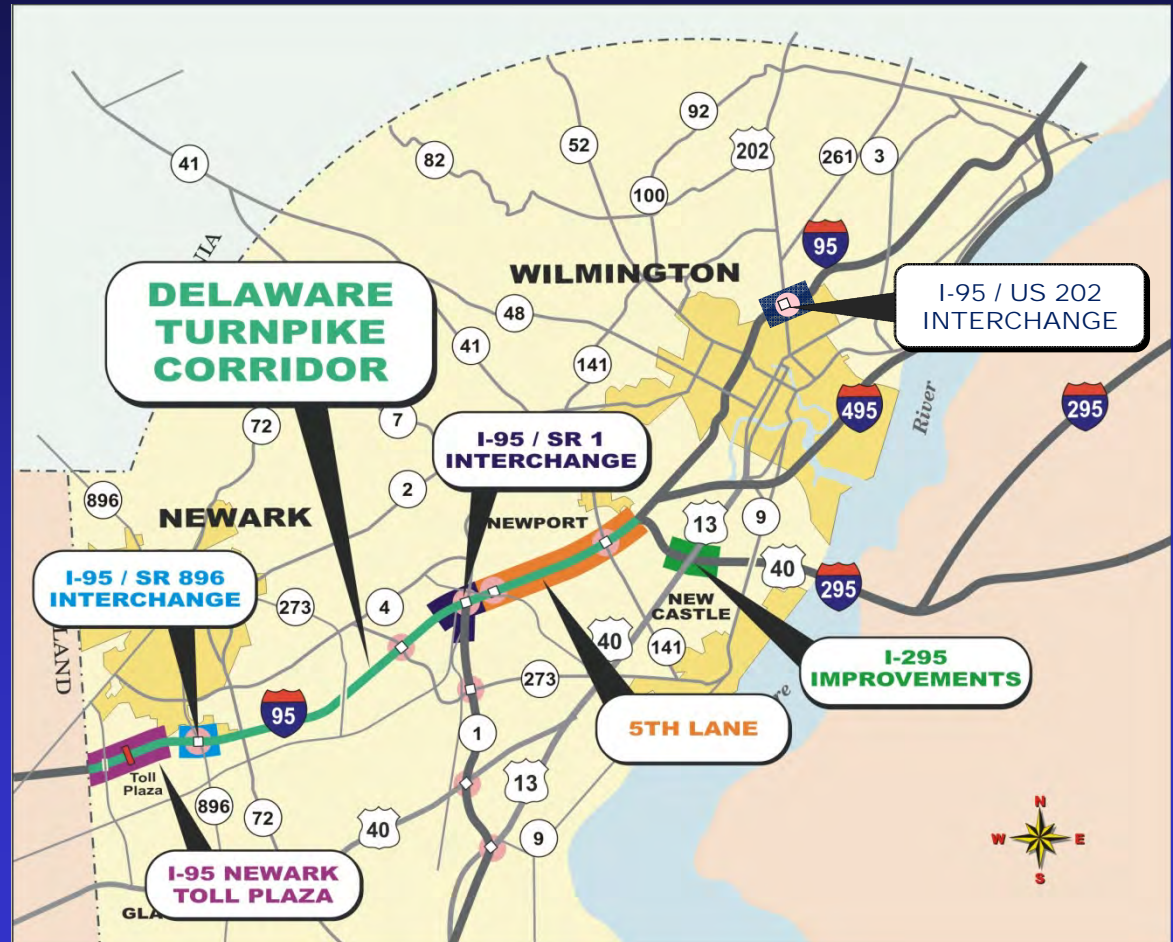 92
202
261
3
52
82
41
100
NIA
95
WILMINGTON
I-95 / US 202
INTERCHANGE
DELAWARE
TURNPIKE
CORRIDOR
48
41
141
295
495
River
72
7
I-95 / SR 1
INTERCHANGE
2
896
NEWARK
NEWPORT
13
9
40
295
I-95 / SR 896
INTERCHANGE
273
4
NEW
CASTLE
40
141
LAND
I-295
IMPROVEMENTS
273
95
5TH LANE
1
Toll
Plaza
896
72
40
13
9
I-95 NEWARK
TOLL PLAZA
GLA
N
W
E
S